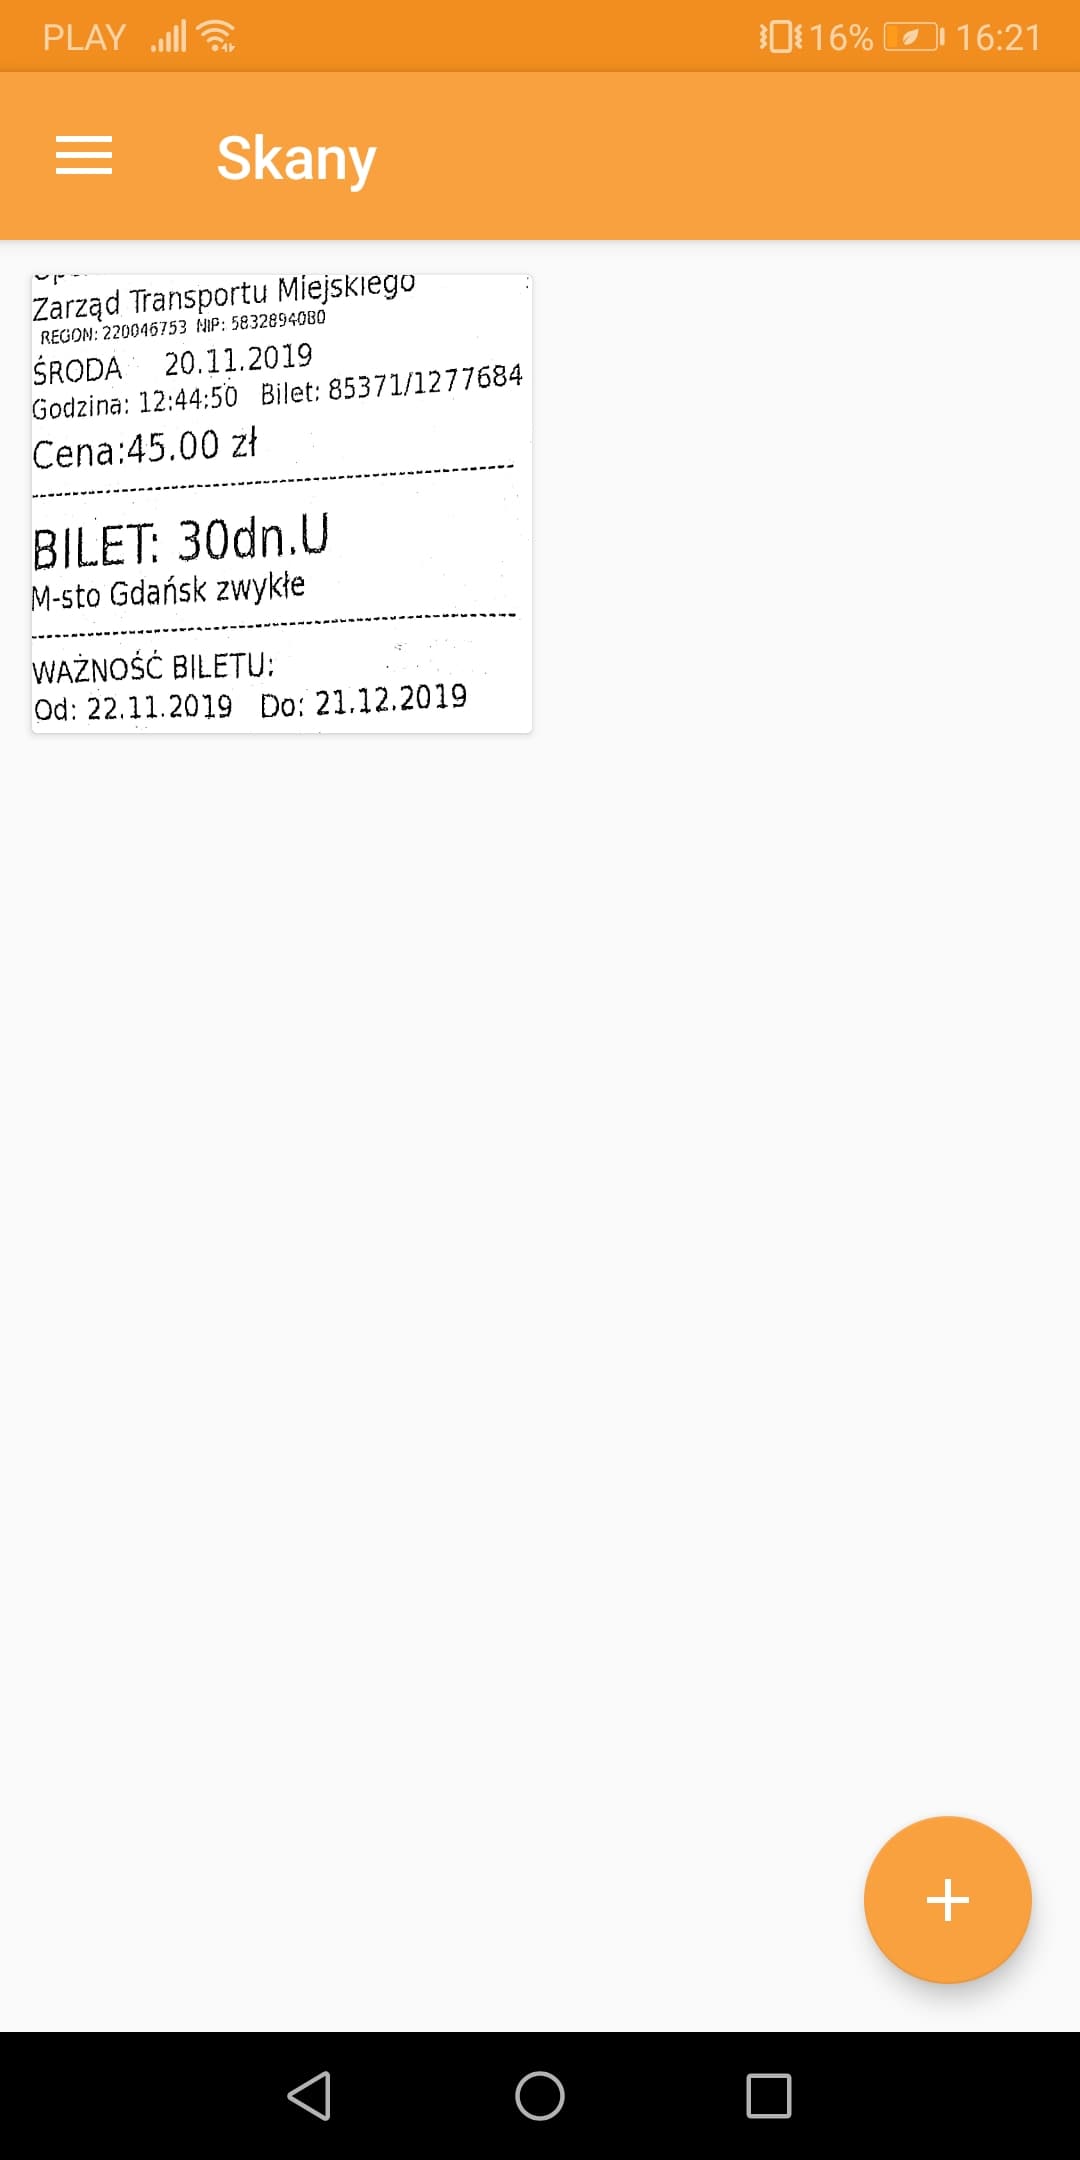 PLAY 16% 16:21
Skany
Zarząd Transportu Miejskiego
REGON: 220046753 NIP: 5832894080
ŚRODA 20.11.2019
Godzina: 12:44:50 Bilet: 85371/1277684
Cena:45.00 zł
BILET: 30dn.U
M-sto Gdańsk zwykłe
WAŻNOŚĆ BILETU:
Od: 22.11.2019 Do: 21.12.2019